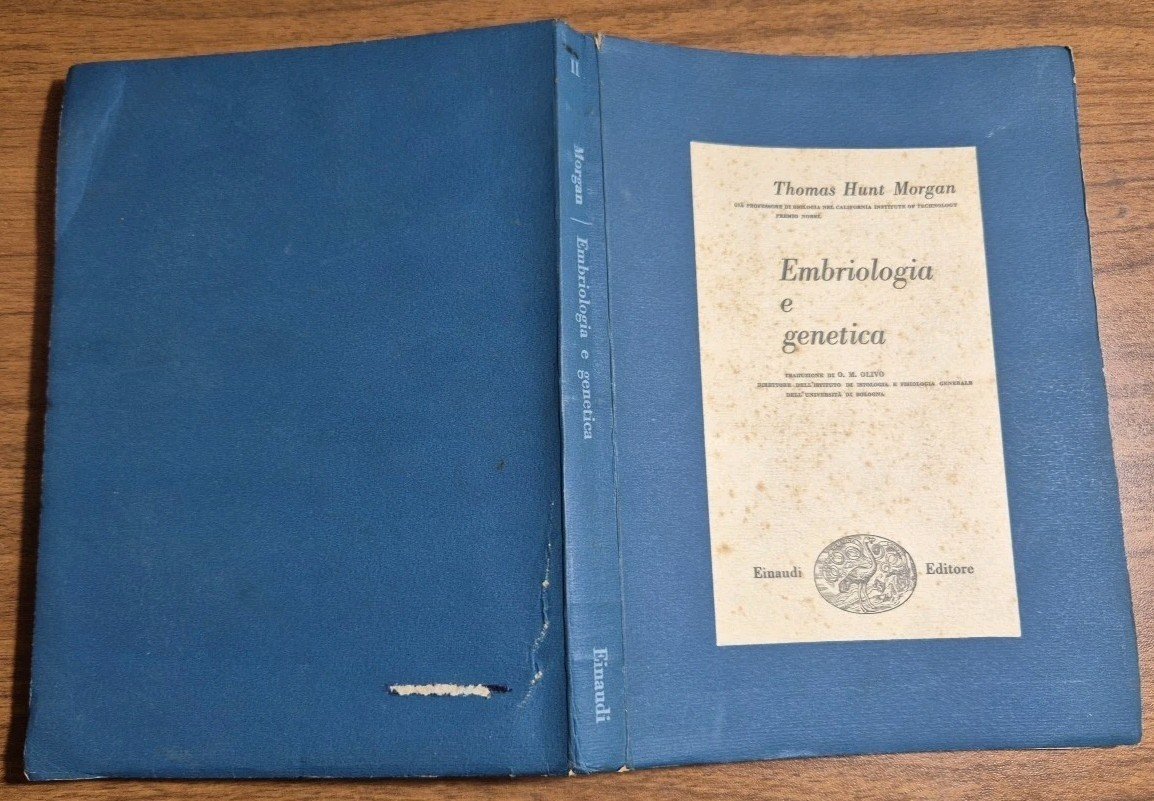 Morgan | Embriologia e genetica
Einaudi
Thomas Hunt Morgan
GIÀ PROFESSORE DI BIOLOGIA NEL CALIFORNIA INSTITUTE OF TECHNOLOGY
PREMIO NOBEL
Embriologia
e
genetica
TRADUZIONE DI O. M. OLIVO
DIRETTORE DELL'ISTITUTO DI ISTOLOGIA E FISIOLOGIA GENERALE
DELL'UNIVERSITÀ DI BOLOGNA
Einaudi Editore